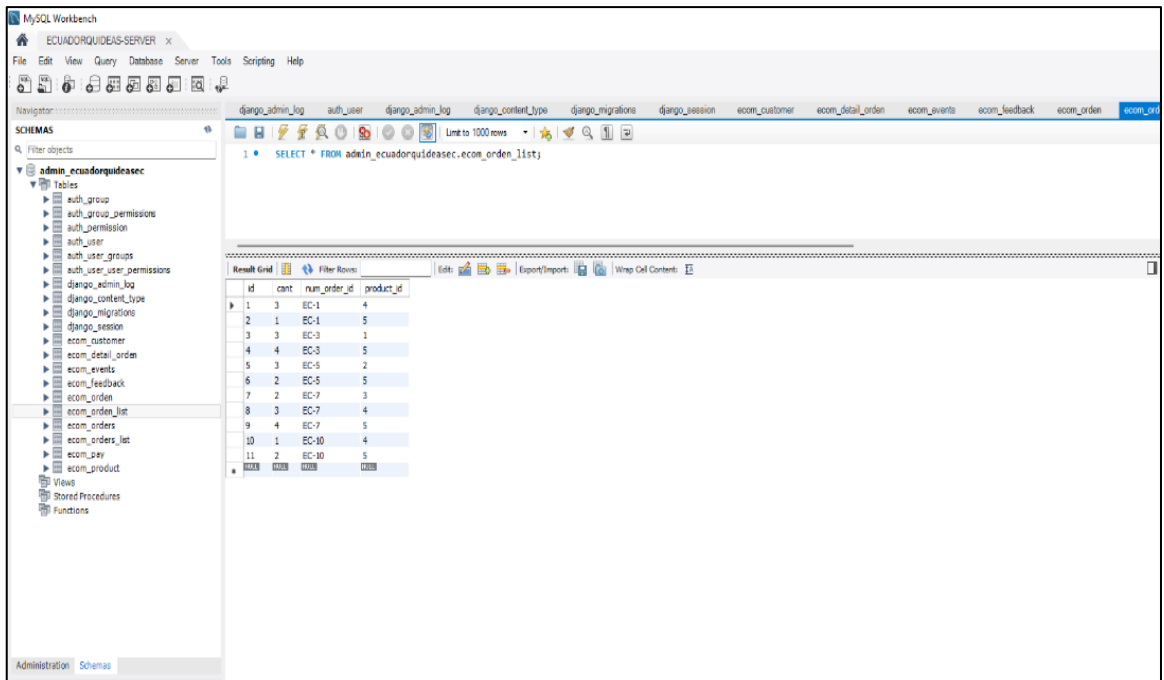 MySQL Workbench
ECUADORQUIDEAS-SERVER ×
File Edit View Query Database Server Tools Scripting Help
Navigator
django_admin_log auth_user django_admin_log django_content_type django_migrations django_session ecom_customer ecom_detail_orden ecom_events ecom_feedback ecom_orden ecom_ord
SCHEMAS
Limit to 1000 rows
Filter objects
1 SELECT * FROM admin_ecuadorquideasec.ecom_orden_list;
admin_ecuadorquideasec
Tables
auth_group
auth_group_permissions
auth_permission
auth_user
auth_user_groups
auth_user_user_permissions
django_admin_log
django_content_type
django_migrations
django_session
ecom_customer
ecom_detail_orden
ecom_events
ecom_feedback
ecom_orden
ecom_orden_list
ecom_orders
ecom_orders_list
ecom_pay
ecom_product
Views
Stored Procedures
Functions
Result Grid Filter Rows: Edit: Export/Import: Wrap Cell Content: IA
id cant num_order_id product_id
1 3 EC-1 4
2 1 EC-1 5
3 3 EC-3 1
4 4 EC-3 5
5 3 EC-5 2
6 2 EC-5 5
7 2 EC-7 3
8 3 EC-7 4
9 4 EC-7 5
10 1 EC-10 4
11 2 EC-10 5
NULL NULL NULL NULL
Administration Schemas